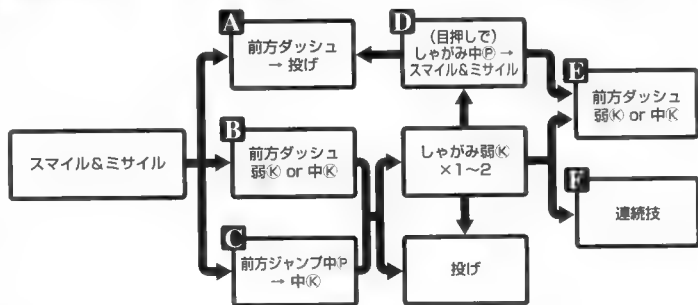 スマイル&ミサイル
A
前方ダッシュ
→ 投げ
B
前方ダッシュ
弱Ⓚ or 中Ⓚ
C
前方ジャンプ中Ⓟ
→ 中Ⓚ
D
(目押しで)
しゃがみ中Ⓟ →
スマイル&ミサイル
しゃがみ弱Ⓚ
×1~2
投げ
E
前方ダッシュ
弱Ⓚ or 中Ⓚ
F
連続技